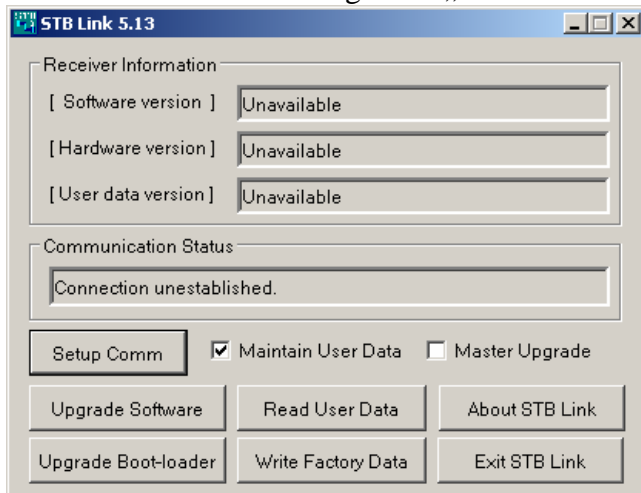 STB Link 5.13
Receiver Information
[ Software version ] Unavailable
[ Hardware version ] Unavailable
[ User data version ] Unavailable
Communication Status
Connection unestablished.
Setup Comm Maintain User Data Master Upgrade
Upgrade Software Read User Data About STB Link
Upgrade Boot-loader Write Factory Data Exit STB Link